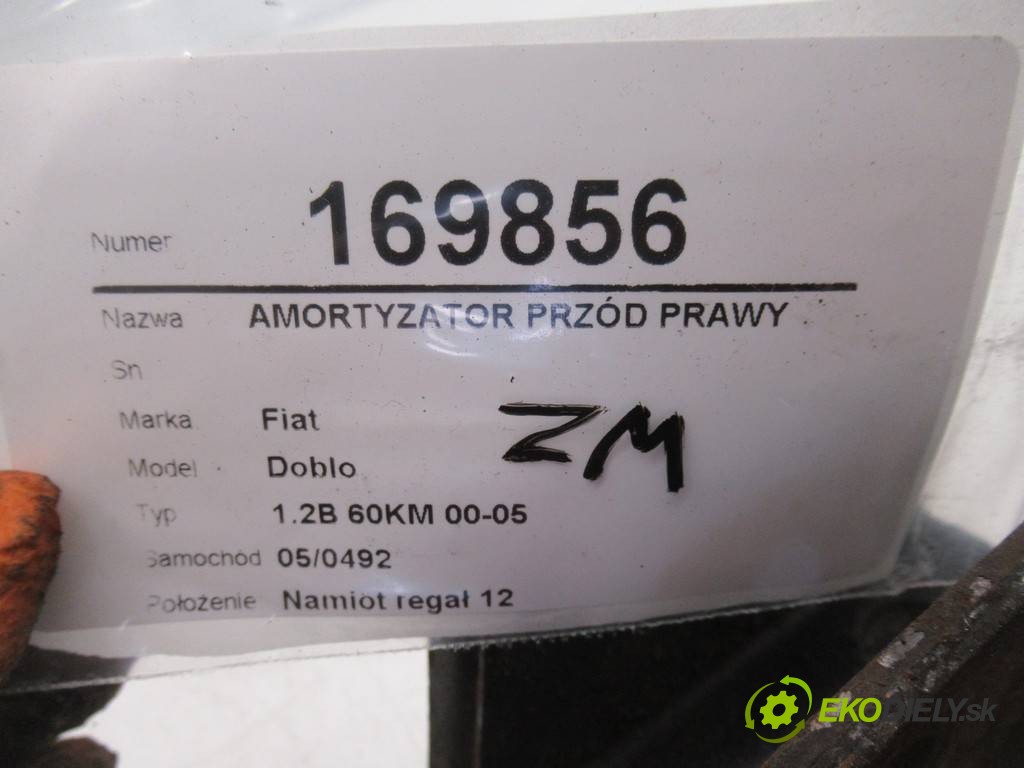 Numer 169856
Nazwa AMORTYZATOR PRZÓD PRAWY
Sn
Marka Fiat
ZM
Model Doblo
Typ 1.2B 60KM 00-05
Samochód 05/0492
Położenie Namiot regał 12
EKODIELY.sk